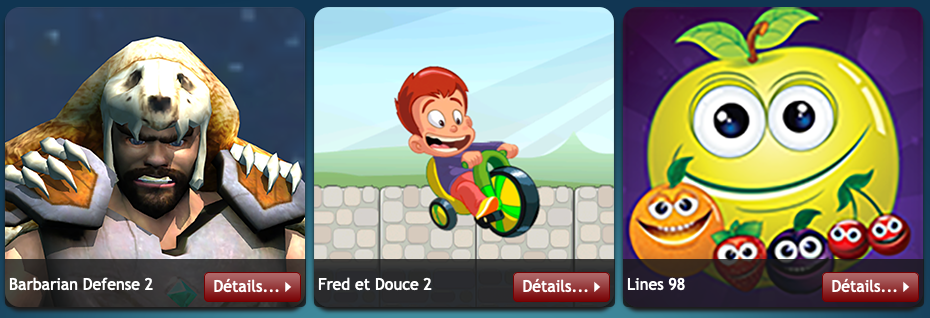 Barbarian Defense 2
Détails...
Fred et Douce 2
Détails...
Lines 98
Détails...